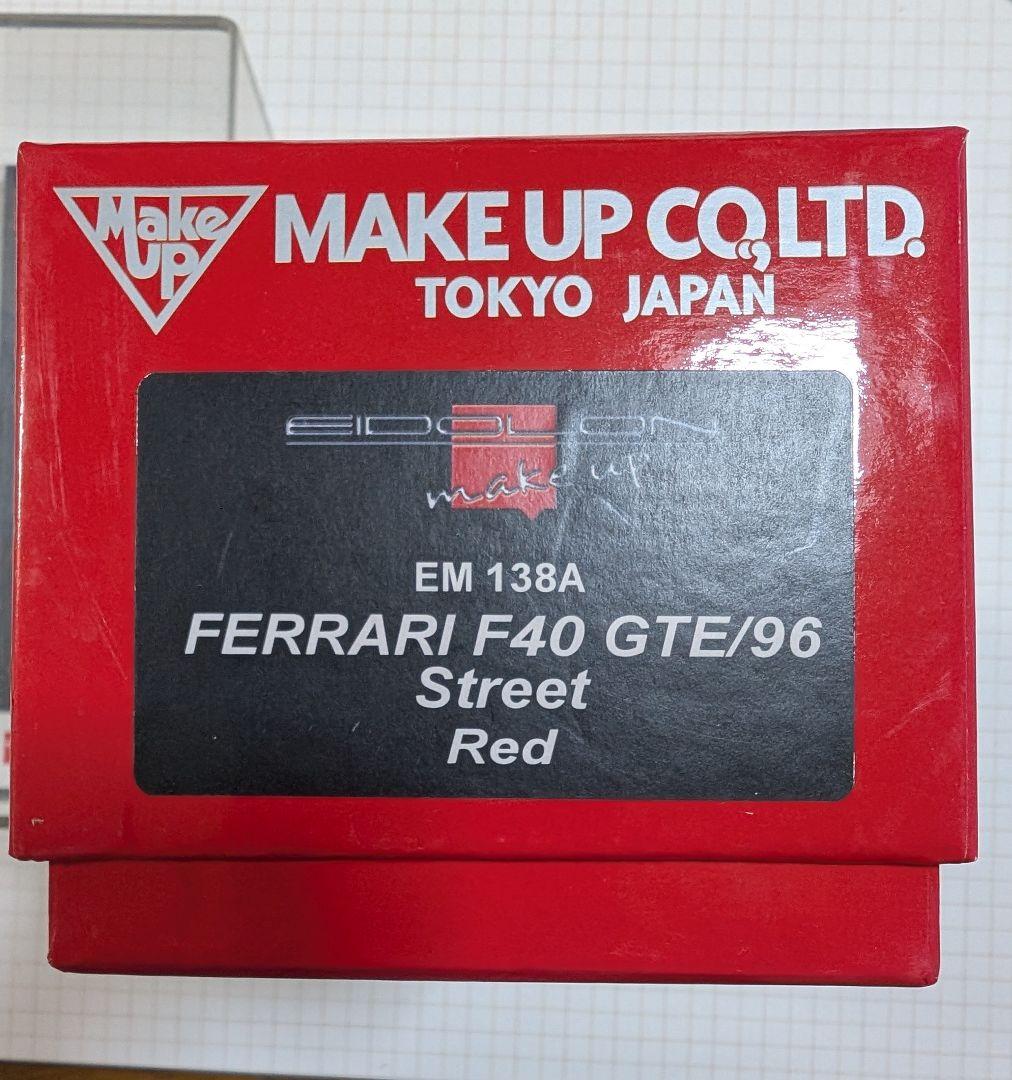 Make Up
MAKE UP CO., LTD.
TOKYO JAPAN
EIDOLON
make up
EM 138A
FERRARI F40 GTE/96
Street
Red